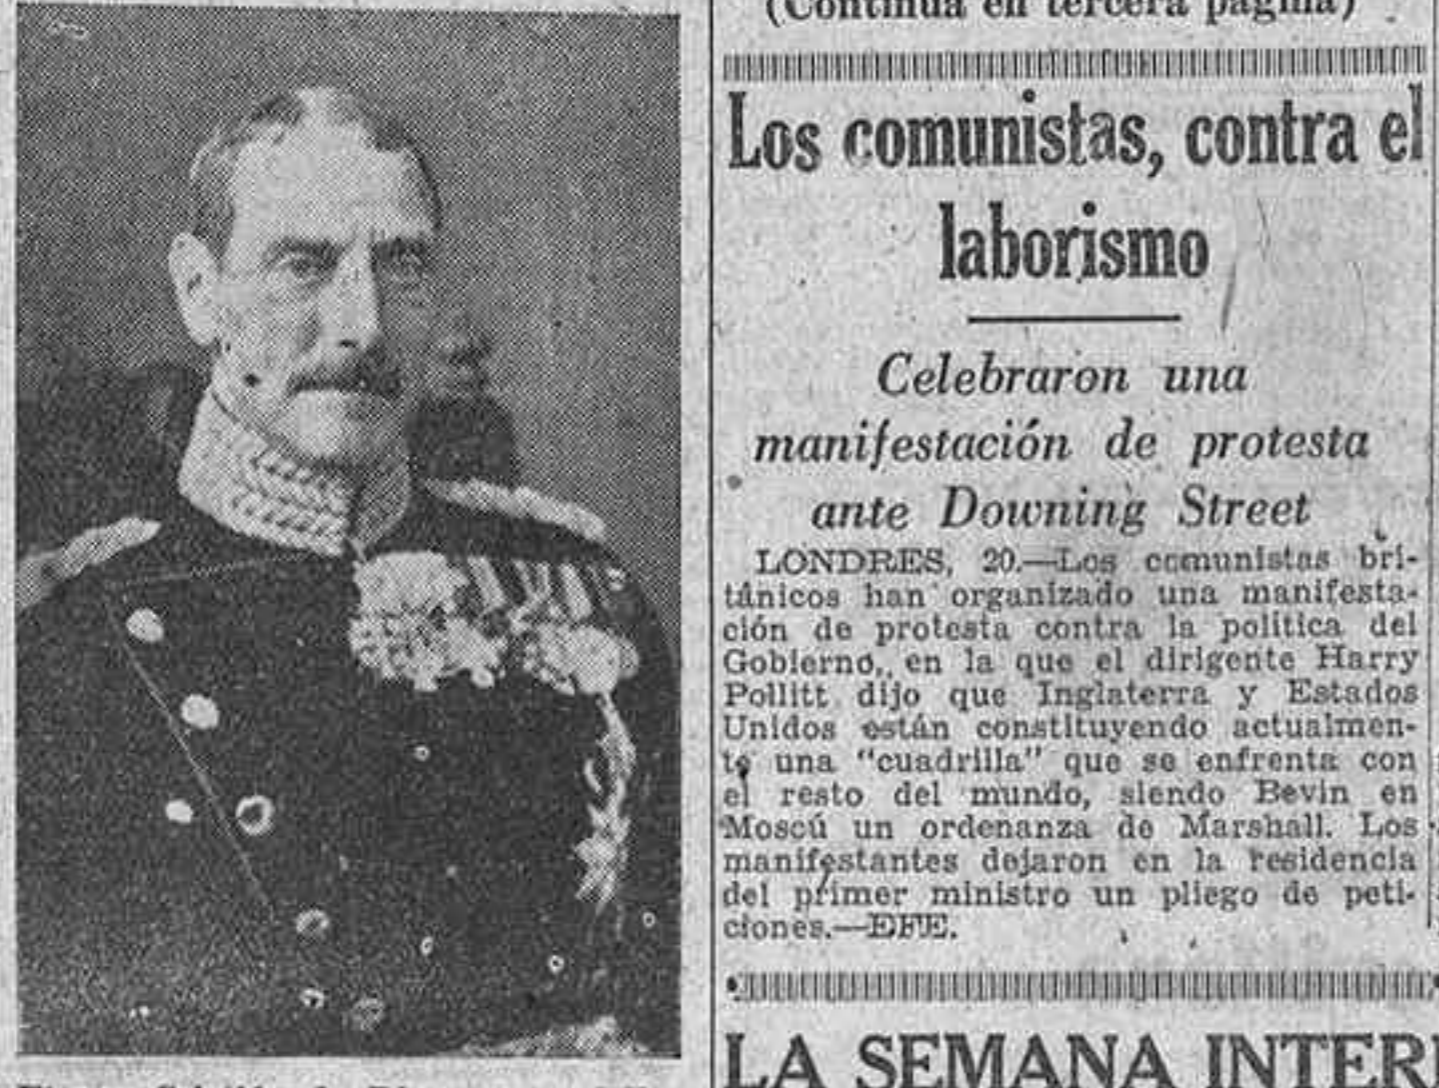 (Continúa en tercera página)
Los comunistas, contra el
laborismo
Celebraron una
manifestación de protesta
ante Downing Street
LONDRES, 20.—Los comunistas bri-
tánicos han organizado una manifesta-
ción de protesta contra la política del
Gobierno, en la que el dirigente Harry
Pollitt dijo que Inglaterra y Estados
Unidos están constituyendo actualmen-
te una "cuadrilla" que se enfrenta con
el resto del mundo, siendo Bevin en
Moscú un ordenanza de Marshall. Los
manifestantes dejaron en la residencia
del primer ministro un pliego de peti-
ciones.—EFE.
LA SEMANA INTER